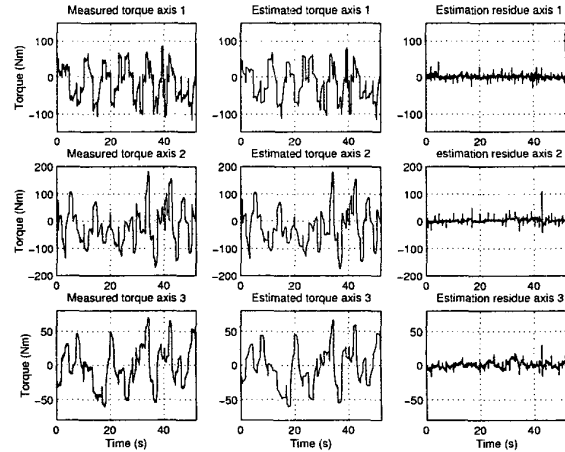 Measured torque axis 1
Estimated torque axis 1
Estimation residue axis 1
Torque (Nm)
100
0
-100
100
0
-100
100
0
-100
0 20 40
0 20 40
0 20 40
Measured torque axis 2
Estimated torque axis 2
estimation residue axis 2
Torque (Nm)
200
100
0
-100
-200
200
100
0
-100
-200
200
100
0
-100
-200
0 20 40
0 20 40
0 20 40
Measured torque axis 3
Estimated torque axis 3
Estimation residue axis 3
Torque (Nm)
50
0
-50
50
0
-50
50
0
-50
0 20 40
0 20 40
0 20 40
Time (s)
Time (s)
Time (s)